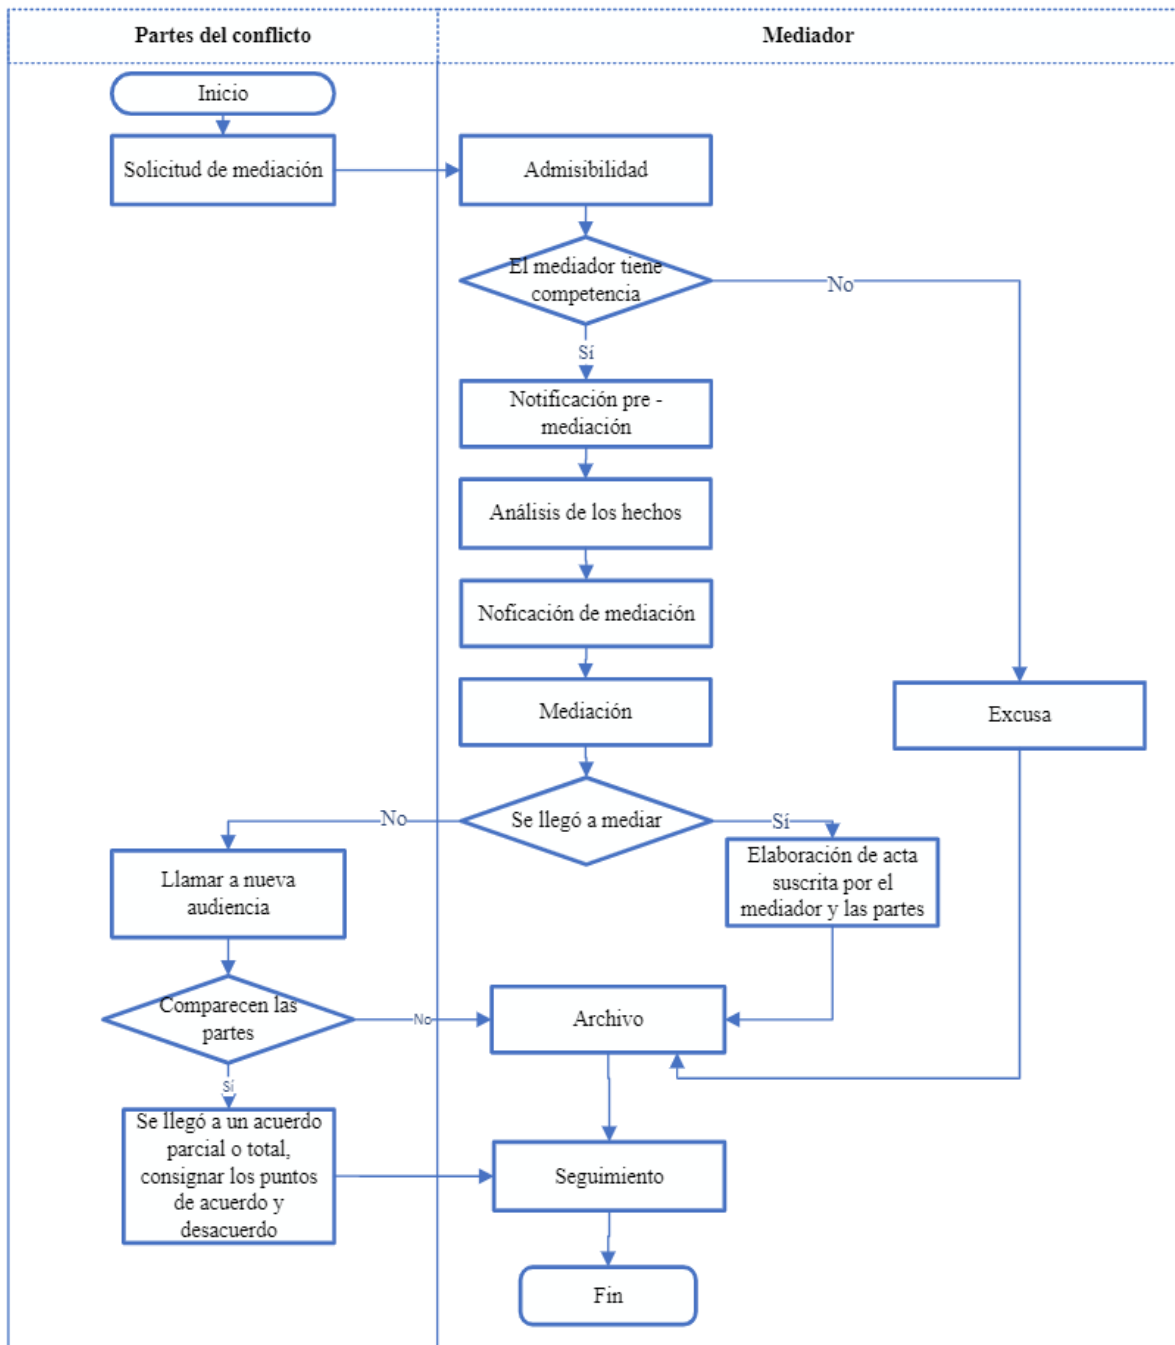 Partes del conflicto
Mediador
Inicio
Solicitud de mediación
Admisibilidad
El mediador tiene
competencia
No
Sí
Notificación pre -
mediación
Análisis de los hechos
Noficación de mediación
Mediación
Excusa
Se llegó a mediar
No
Sí
Llamar a nueva
audiencia
Elaboración de acta
suscrita por el
mediador y las partes
Comparecen las
partes
No
Archivo
Sí
Se llegó a un acuerdo
parcial o total,
consignar los puntos
de acuerdo y
desacuerdo
Seguimiento
Fin